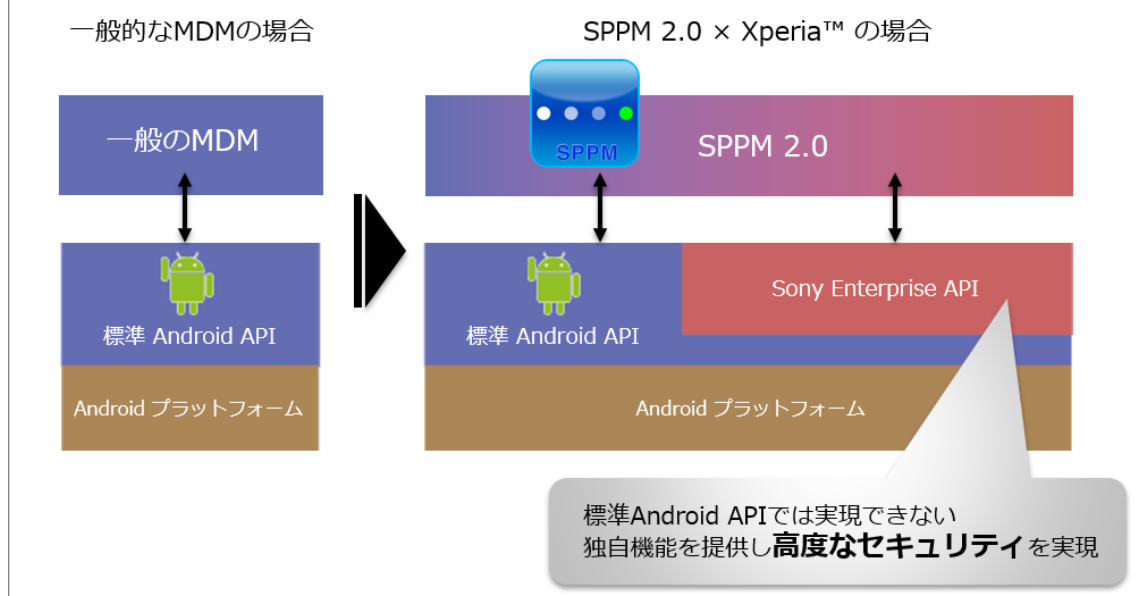 一般的なMDMの場合
SPPM 2.0 × Xperia™ の場合
一般のMDM
SPPM
SPPM 2.0
標準 Android API
Android プラットフォーム
標準 Android API
Sony Enterprise API
Android プラットフォーム
標準Android APIでは実現できない
独自機能を提供し高度なセキュリティを実現